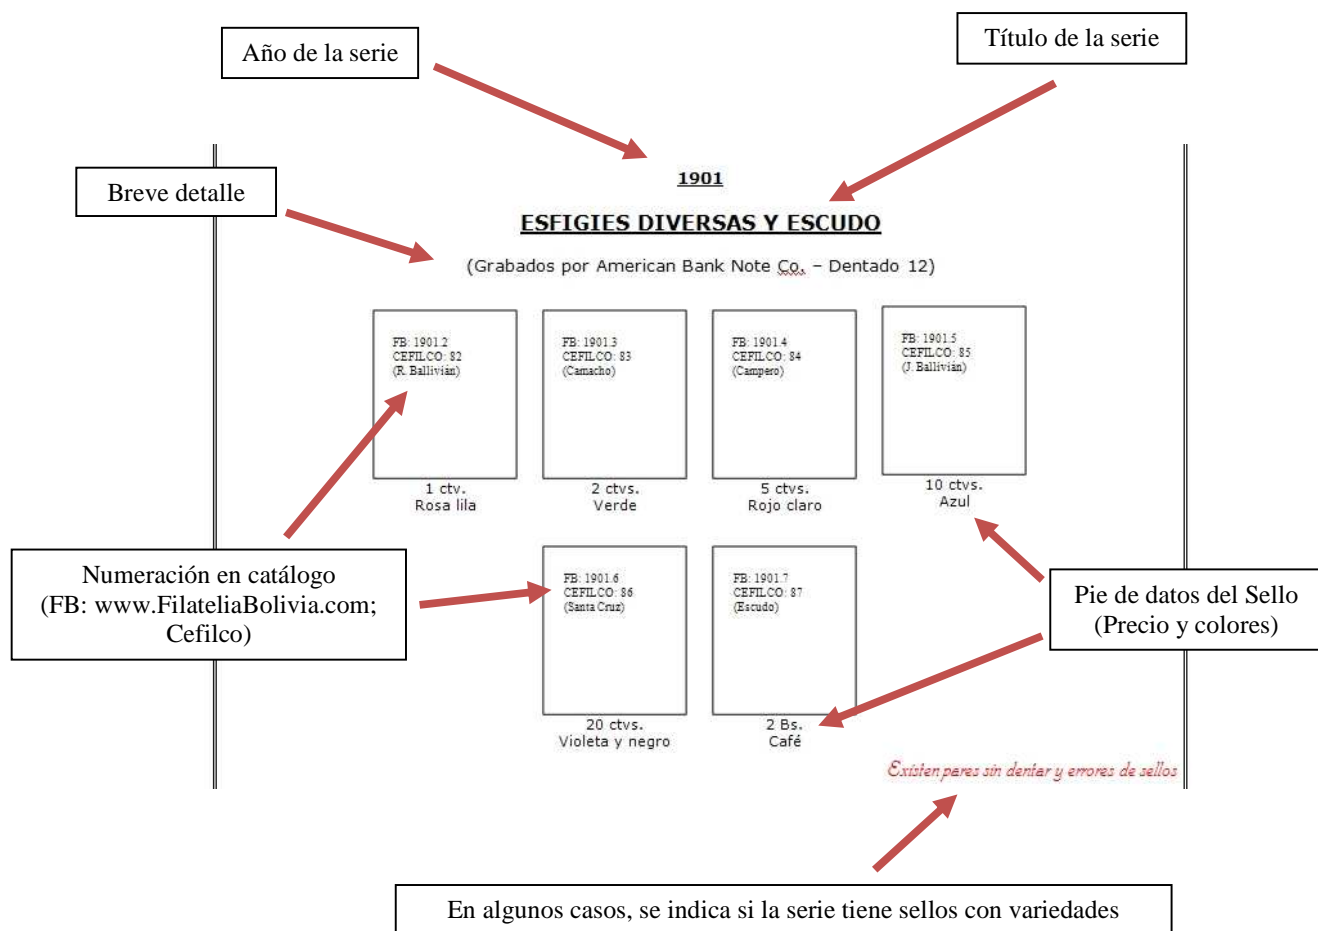 Año de la serie
Título de la serie
Breve detalle
1901
ESFIGIES DIVERSAS Y ESCUDO
(Grabados por American Bank Note Co. – Dentado 12)
FB: 1901.2
CEFILCO: 82
(R. Ballivián)
1 ctv.
Rosa lila
FB: 1901.3
CEFILCO: 83
(Camacho)
2 ctvs.
Verde
FB: 1901.4
CEFILCO: 84
(Campero)
5 ctvs.
Rojo claro
FB: 1901.5
CEFILCO: 85
(J. Ballivián)
10 ctvs.
Azul
Numeración en catálogo
(FB: www.FilateliaBolivia.com;
Cefilco)
FB: 1901.6
CEFILCO: 86
(Santa Cruz)
20 ctvs.
Violeta y negro
FB: 1901.7
CEFILCO: 87
(Escudo)
2 Bs.
Café
Pie de datos del Sello
(Precio y colores)
Existen pares sin dentar y errores de sellos
En algunos casos, se indica si la serie tiene sellos con variedades